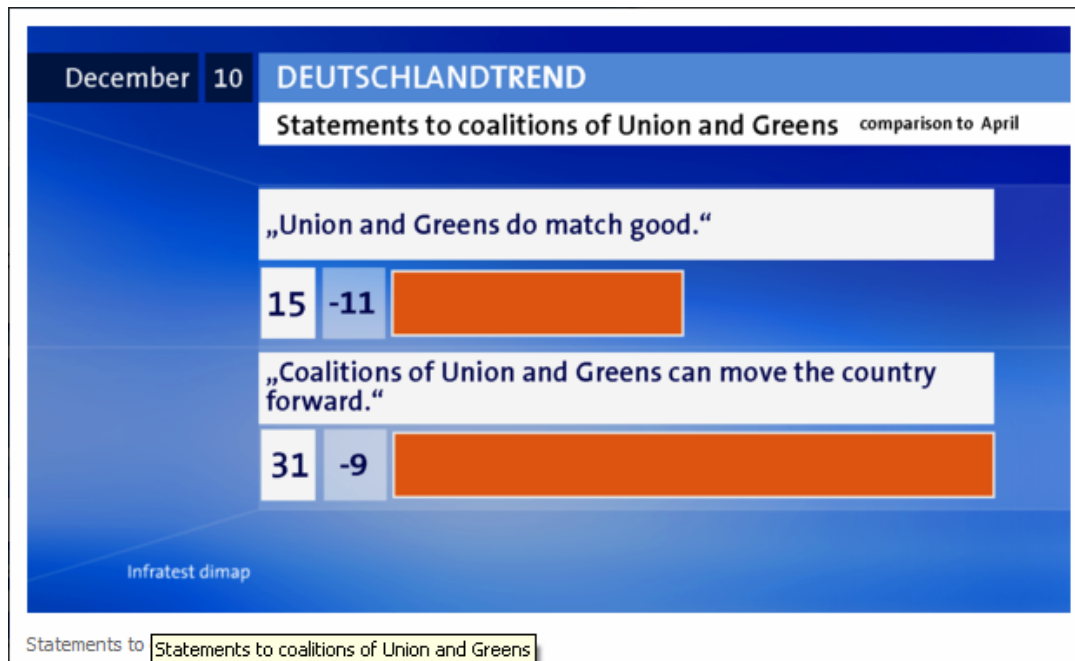 December 10 DEUTSCHLANDTREND
Statements to coalitions of Union and Greens comparison to April
„Union and Greens do match good.“
15 -11
„Coalitions of Union and Greens can move the country
forward.“
31 -9
Infratest dimap
Statements to Statements to coalitions of Union and Greens